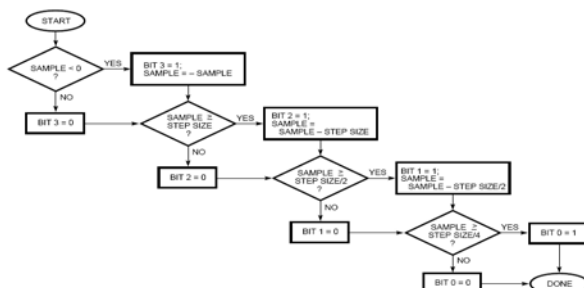 START
SAMPLE < 0
?
YES
BIT 3 = 1;
SAMPLE = – SAMPLE
NO
BIT 3 = 0
SAMPLE ≥
STEP SIZE
?
YES
BIT 2 = 1;
SAMPLE =
SAMPLE – STEP SIZE
NO
BIT 2 = 0
SAMPLE ≥
STEP SIZE/2
?
YES
BIT 1 = 1;
SAMPLE =
SAMPLE – STEP SIZE/2
NO
BIT 1 = 0
SAMPLE ≥
STEP SIZE/4
?
YES
BIT 0 = 1
NO
BIT 0 = 0
DONE